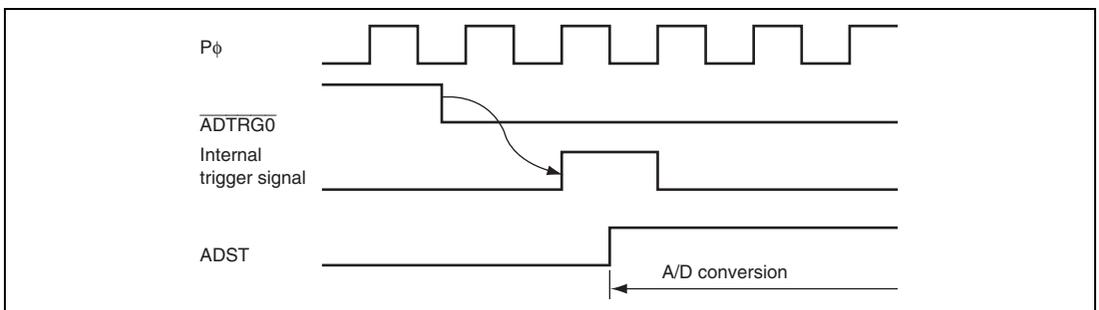 Pφ
ADTRG0
Internal
trigger signal
ADST
A/D conversion